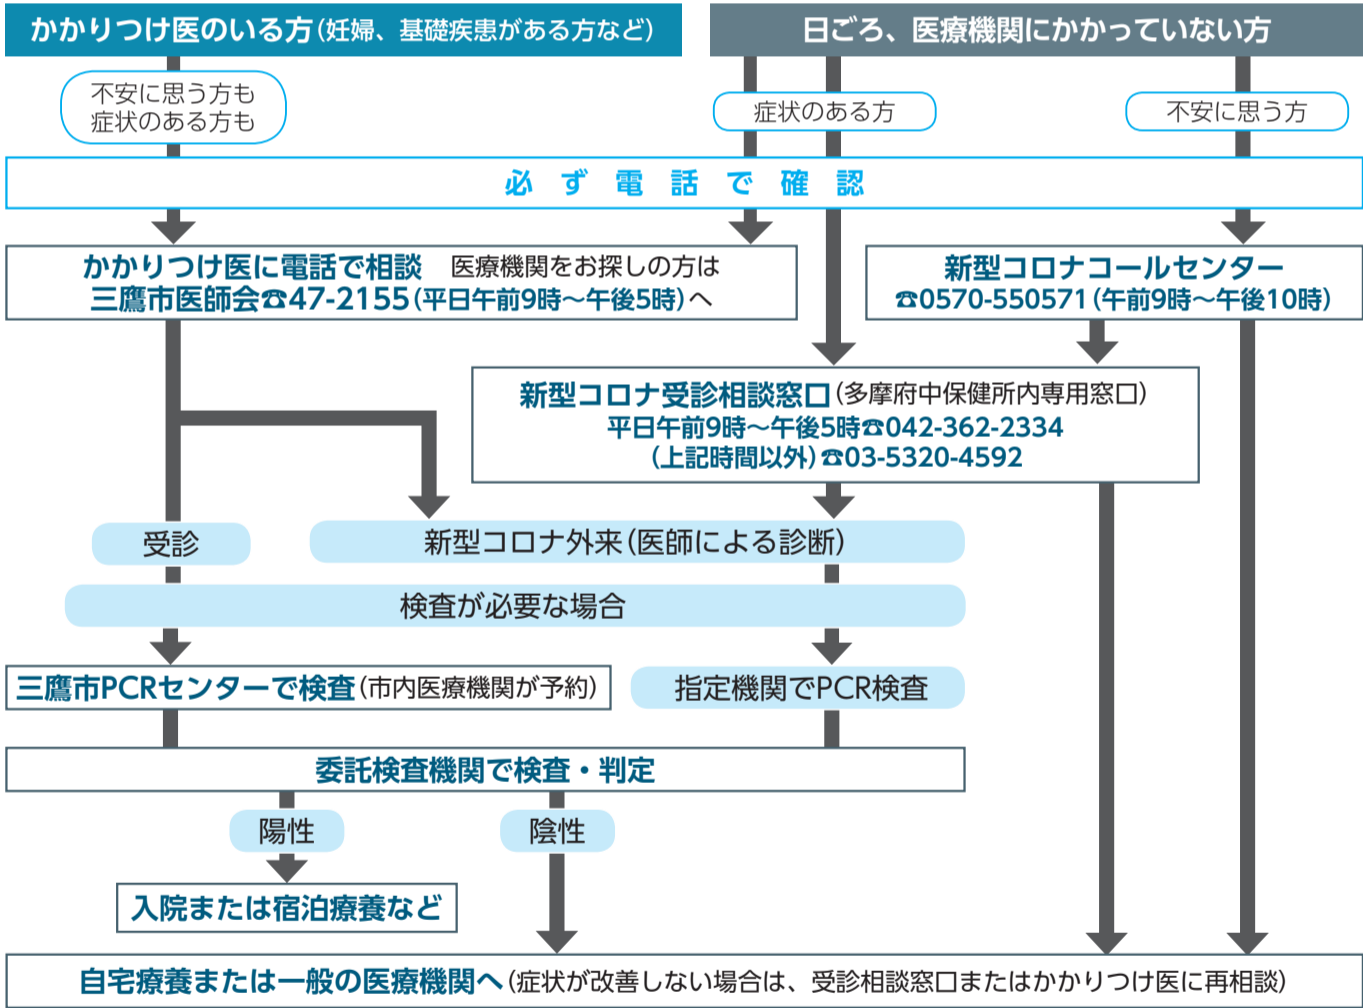 かかりつけ医のいる方（妊婦、基礎疾患がある方など）
日ごろ、医療機関にかかっていない方
不安に思う方も
症状のある方も
症状のある方
不安に思う方
必ず電話で確認
かかりつけ医に電話で相談　医療機関をお探しの方は
三鷹市医師会☎47-2155（平日午前9時～午後5時）へ
新型コロナコールセンター
☎0570-550571（午前9時～午後10時）
新型コロナ受診相談窓口（多摩府中保健所内専用窓口）
平日午前9時～午後5時☎042-362-2334
（上記時間以外）☎03-5320-4592
受診
新型コロナ外来（医師による診断）
検査が必要な場合
三鷹市PCRセンターで検査（市内医療機関が予約）
指定機関でPCR検査
委託検査機関で検査・判定
陽性
陰性
入院または宿泊療養など
自宅療養または一般の医療機関へ（症状が改善しない場合は、受診相談窓口またはかかりつけ医に再相談）